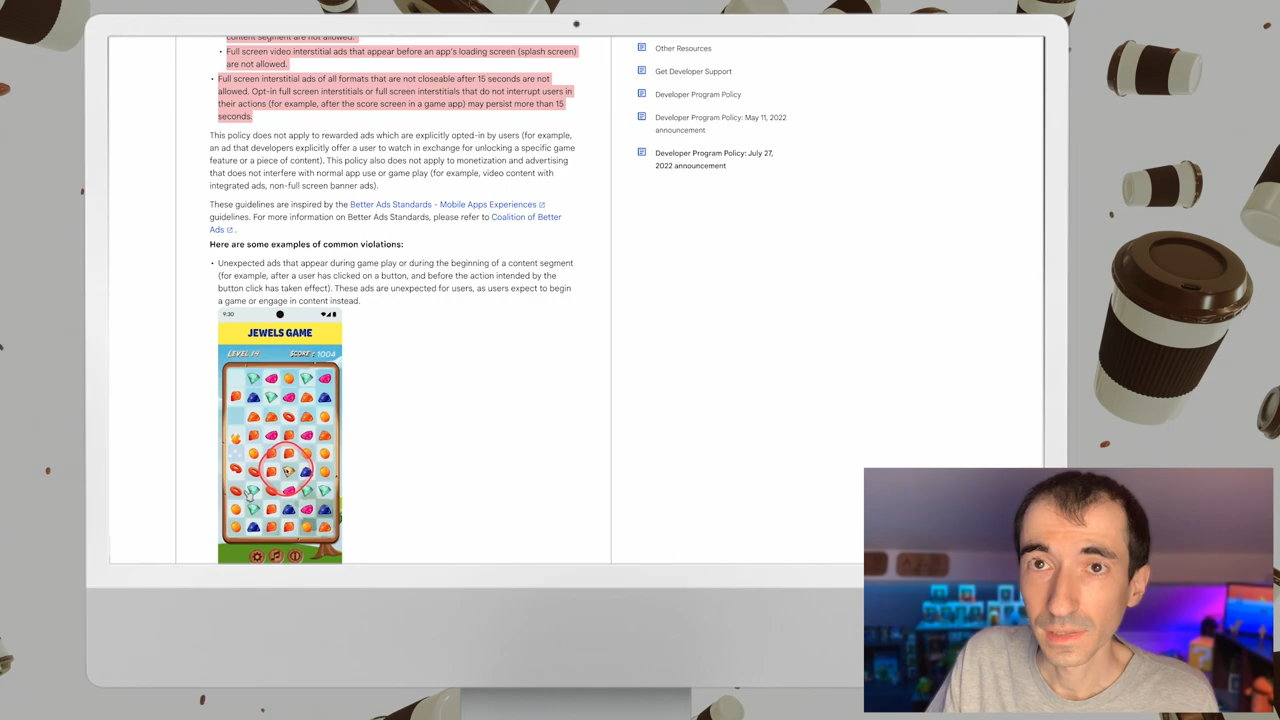 content segment are not allowed.
• Full screen video interstitial ads that appear before an app's loading screen (splash screen)
are not allowed.
• Full screen interstitial ads of all formats that are not closeable after 15 seconds are not
allowed. Opt-in full screen interstitials or full screen interstitials that do not interrupt users in
their actions (for example, after the score screen in a game app) may persist more than 15
seconds.
This policy does not apply to rewarded ads which are explicitly opted-in by users (for example,
an ad that developers explicitly offer a user to watch in exchange for unlocking a specific game
feature or a piece of content). This policy also does not apply to monetization and advertising
that does not interfere with normal app use or game play (for example, video content with
integrated ads, non-full screen banner ads).
These guidelines are inspired by the Better Ads Standards - Mobile Apps Experiences
guidelines. For more information on Better Ads Standards, please refer to Coalition of Better
Ads .
Here are some examples of common violations:
• Unexpected ads that appear during game play or during the beginning of a content segment
(for example, after a user has clicked on a button, and before the action intended by the
button click has taken effect). These ads are unexpected for users, as users expect to begin
a game or engage in content instead.
9:30
JEWELS GAME
LEVEL 14 SCORE : 1004
Other Resources
Get Developer Support
Developer Program Policy
Developer Program Policy: May 11, 2022
announcement
Developer Program Policy: July 27,
2022 announcement